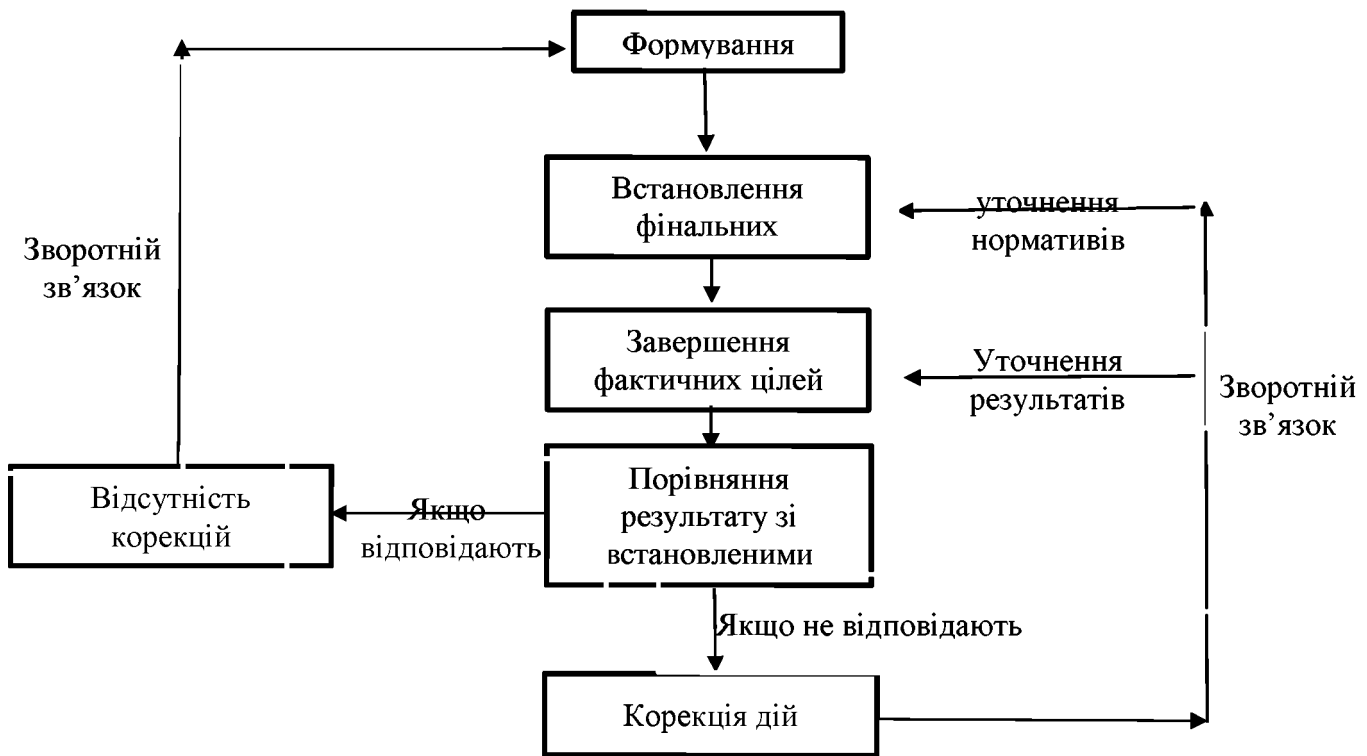 Формування
Встановлення
фінальних
уточнення
нормативів
Зворотній
зв’язок
Завершення
фактичних цілей
Уточнення
результатів
Зворотній
зв’язок
Порівняння
результату зі
встановленими
Якщо
відповідають
Відсутність
корекцій
Якщо не відповідають
Корекція дій